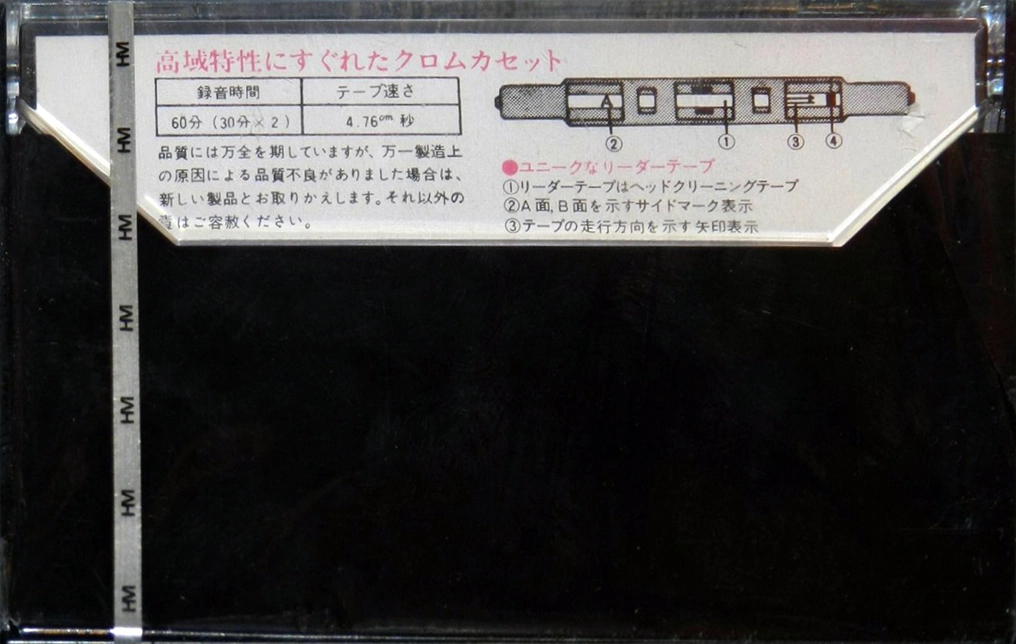 高域特性にすぐれたクロムカセット
録音時間 テープ速さ
60分(30分×2) 4.76cm 秒
品質には万全を期していますが、万一製造上
の原因による品質不良がありました場合は、
新しい製品とお取りかえします。それ以外の
責はご容赦ください。
A
② ① ③ ④
●ユニークなリーダーテープ
①リーダーテープはヘッドクリーニングテープ
②A面,B面を示すサイドマーク表示
③テープの走行方向を示す矢印表示
HM
HM
HM
HM
HM
HM
HM